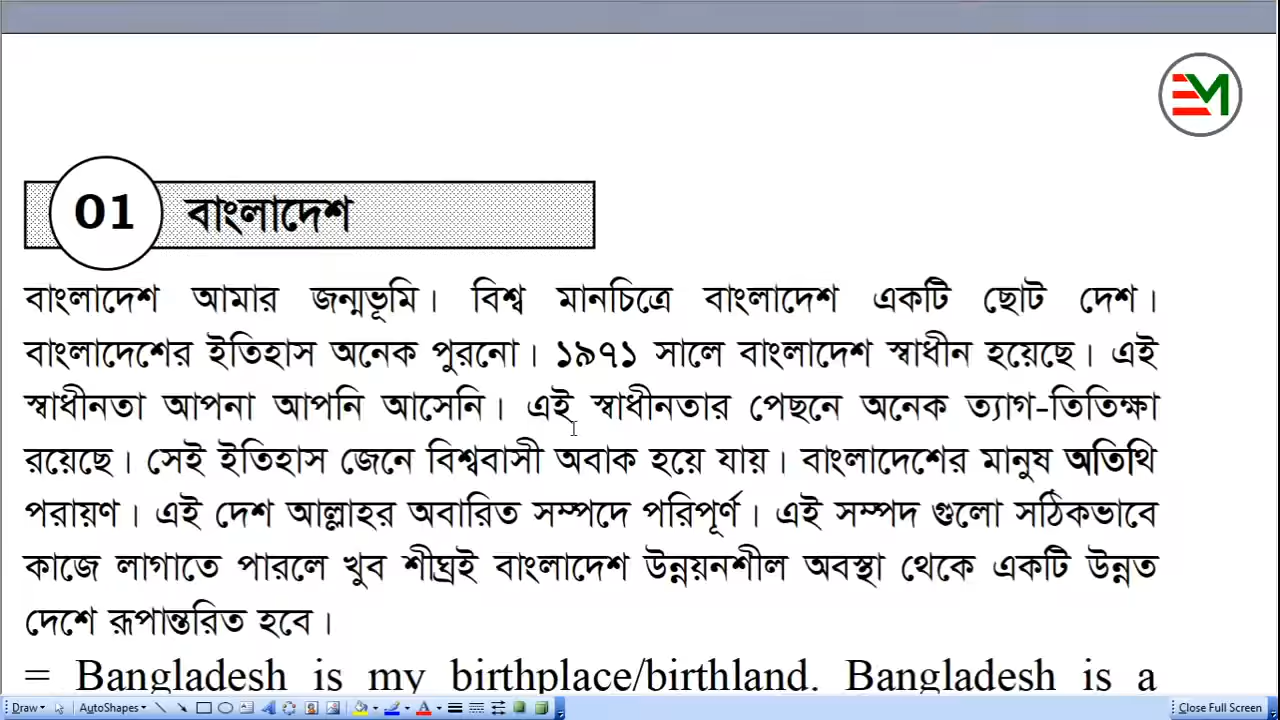 EM
01 বাংলাদেশ
বাংলাদেশ আমার জন্মভূমি। বিশ্ব মানচিত্রে বাংলাদেশ একটি ছোট দেশ।
বাংলাদেশের ইতিহাস অনেক পুরনো। ১৯৭১ সালে বাংলাদেশ স্বাধীন হয়েছে। এই
স্বাধীনতা আপনা আপনি আসেনি। এই স্বাধীনতার পেছনে অনেক ত্যাগ-তিতিক্ষা
রয়েছে। সেই ইতিহাস জেনে বিশ্ববাসী অবাক হয়ে যায়। বাংলাদেশের মানুষ অতিথি
পরায়ণ। এই দেশ আল্লাহর অবারিত সম্পদে পরিপূর্ণ। এই সম্পদ গুলো সঠিকভাবে
কাজে লাগাতে পারলে খুব শীঘ্রই বাংলাদেশ উন্নয়নশীল অবস্থা থেকে একটি উন্নত
দেশে রূপান্তরিত হবে।
= Bangladesh is my birthplace/birthland. Bangladesh is a
Draw AutoShapes Close Full Screen